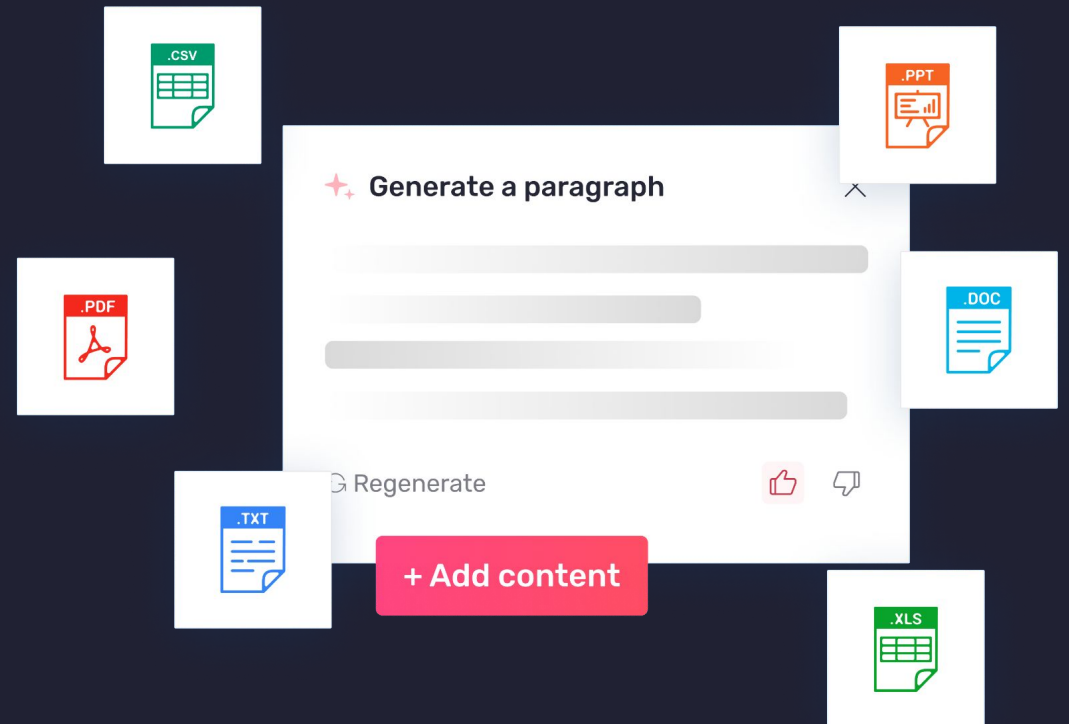 .CSV
.PPT
Generate a paragraph
.PDF
.DOC
Regenerate
.TXT
+ Add content
.XLS